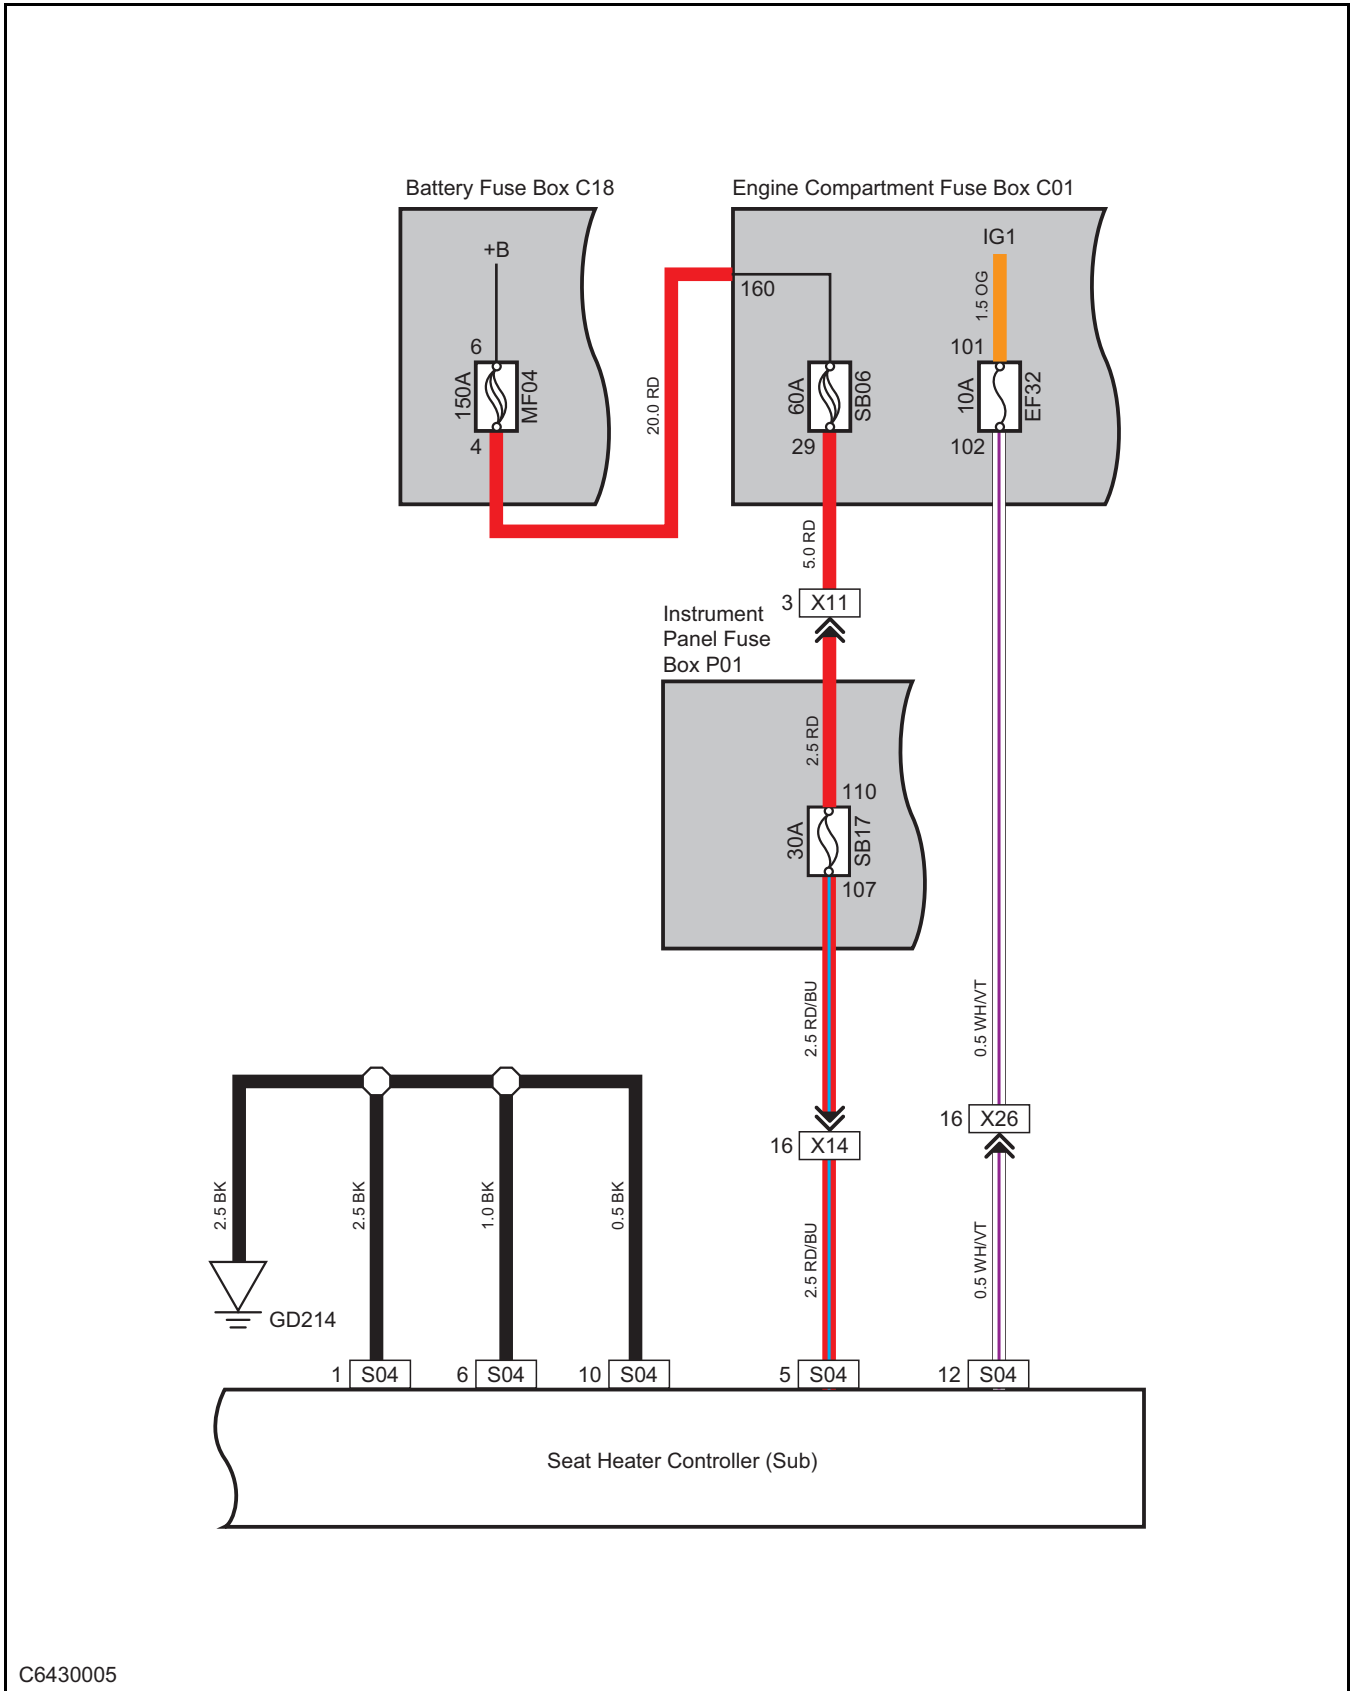 Battery Fuse Box C18
Engine Compartment Fuse Box C01
+B
IG1
160
1.5 OG
6
101
150A
MF04
20.0 RD
60A
SB06
10A
EF32
4
29
102
5.0 RD
3 X11
Instrument
Panel Fuse
Box P01
2.5 RD
110
30A
SB17
107
2.5 RD/BU
0.5 WH/VT
16 X26
16 X14
2.5 BK
2.5 BK
1.0 BK
0.5 BK
2.5 RD/BU
0.5 WH/VT
GD214
1 S04
6 S04
10 S04
5 S04
12 S04
Seat Heater Controller (Sub)
C6430005